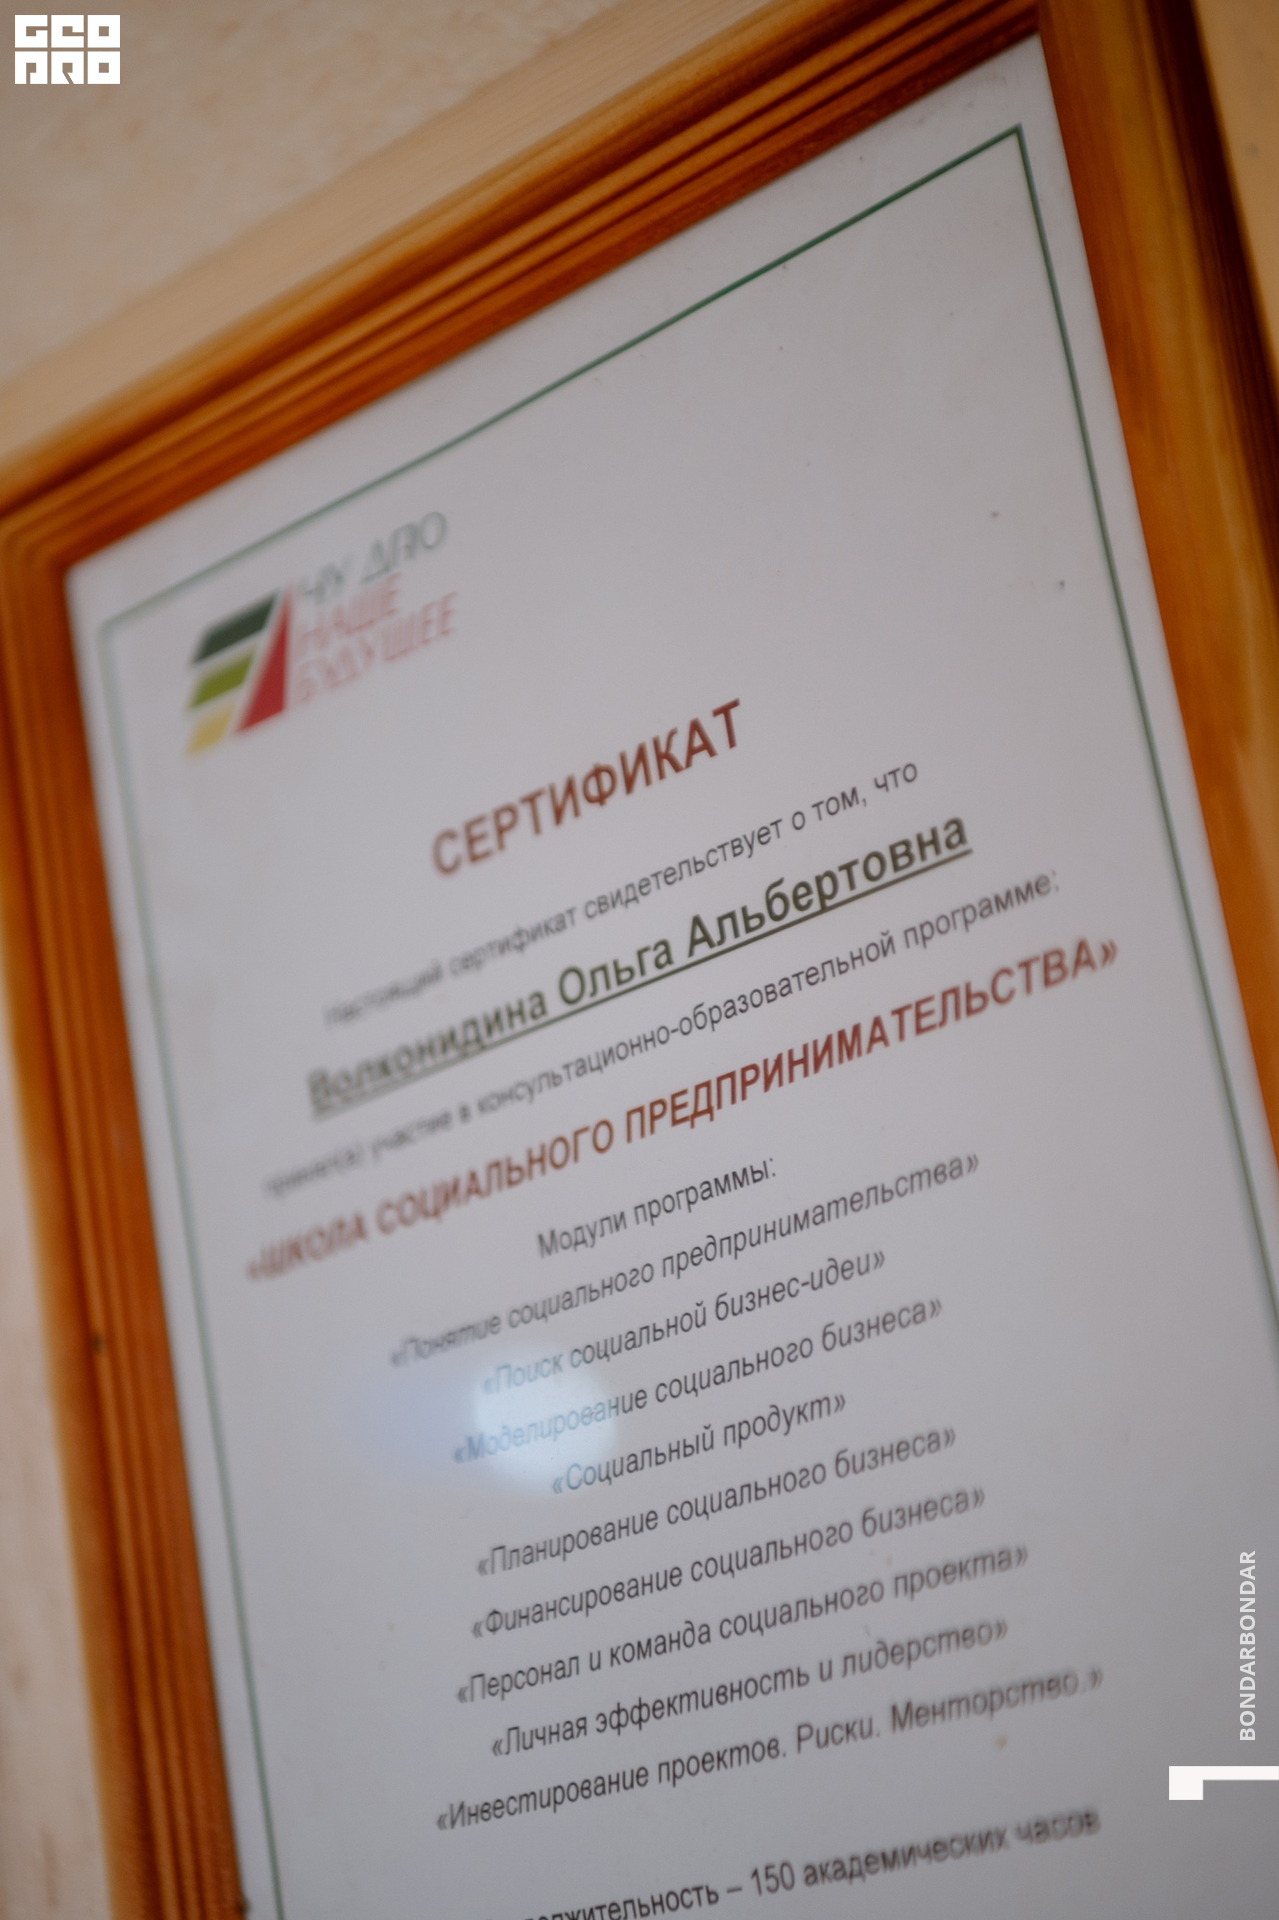 GEO
PRO
ЧУ ДПО
НАШЕ
БУДУЩЕЕ
СЕРТИФИКАТ
Настоящий сертификат свидетельствует о том, что
Волконидина Ольга Альбертовна
принял(а) участие в консультационно-образовательной программе:
«ШКОЛА СОЦИАЛЬНОГО ПРЕДПРИНИМАТЕЛЬСТВА»
Модули программы:
«Понятие социального предпринимательства»
«Поиск социальной бизнес-идеи»
«Моделирование социального бизнеса»
«Социальный продукт»
«Планирование социального бизнеса»
«Финансирование социального бизнеса»
«Персонал и команда социального проекта»
«Личная эффективность и лидерство»
«Инвестирование проектов. Риски. Менторство.»
– 150 академических часов
BONDARBONDAR